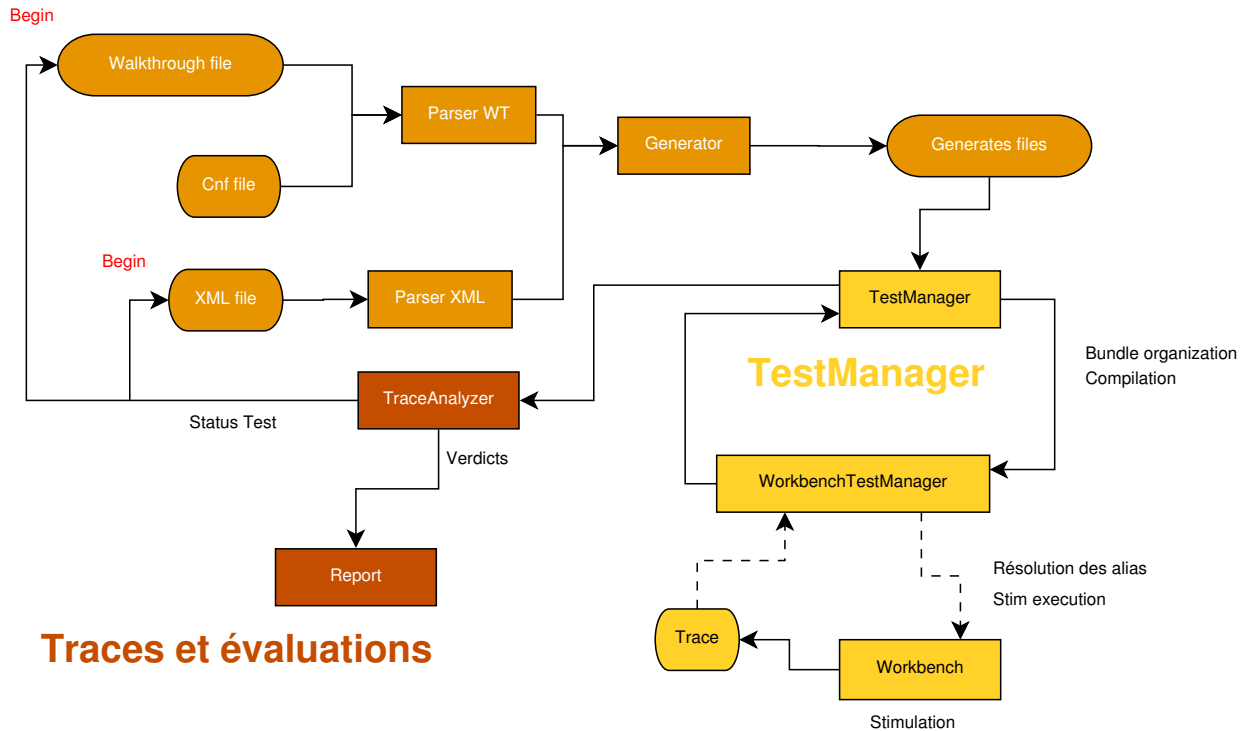 Begin
Walkthrough file
Parser WT
Generator
Generates files
Cnf file
Begin
XML file
Parser XML
TestManager
TestManager
Bundle organization
Compilation
TraceAnalyzer
Status Test
Verdicts
WorkbenchTestManager
Report
Résolution des alias
Stim execution
Traces et évaluations
Trace
Workbench
Stimulation